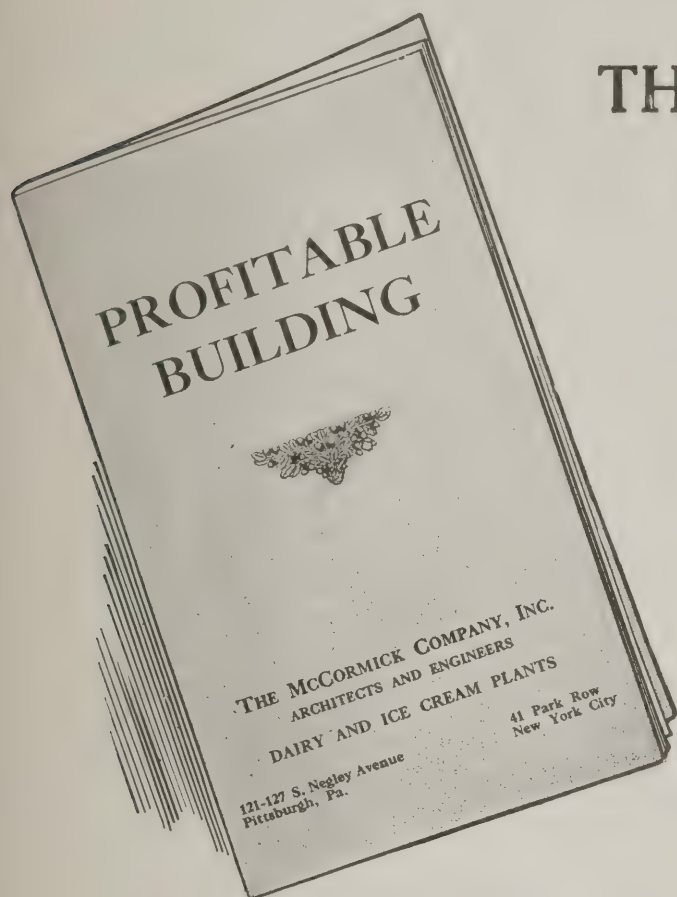 TH
PROFITABLE
BUILDING
THE MCCORMICK COMPANY, INC.
ARCHITECTS AND ENGINEERS
DAIRY AND ICE CREAM PLANTS
121-127 S. Negley Avenue
Pittsburgh, Pa.
41 Park Row
New York City